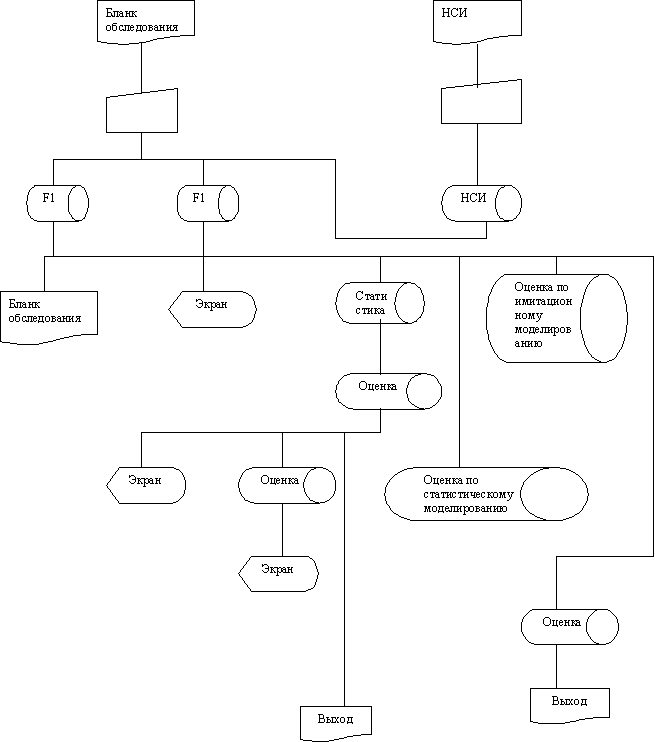 Бланк
обследования
НСИ
F1
F1
НСИ
Бланк
обследования
Экран
Стати
стика
Оценка по
имитацион
ному
моделиров
анию
Оценка
Экран
Оценка
Оценка по
статистическому
моделированию
Экран
Оценка
Выход
Выход